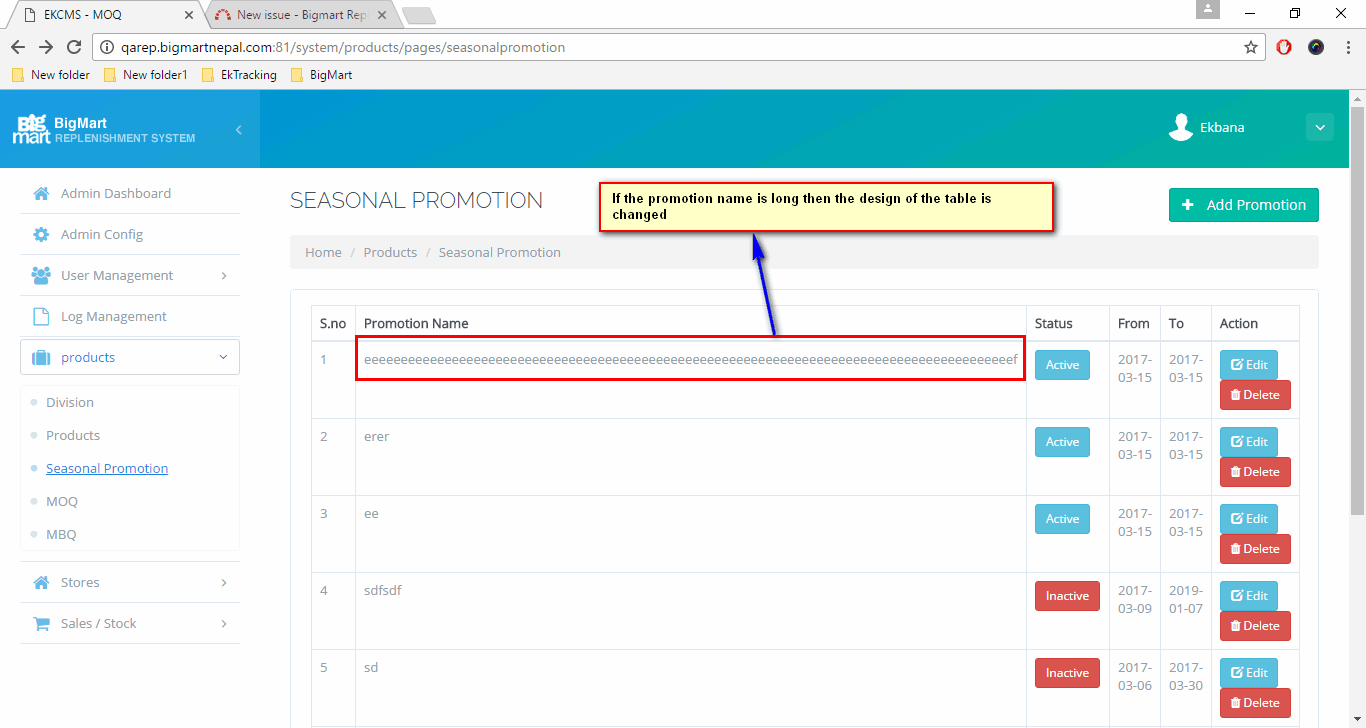 EKCMS - MOQ
New issue - Bigmart Rep
qarep.bigmartnepal.com:81/system/products/pages/seasonalpromotion
New folder New folder1 EkTracking BigMart
BIG mart
BigMart
REPLENISHMENT SYSTEM
Ekbana
Admin Dashboard
Admin Config
User Management
Log Management
products
Division
Products
Seasonal Promotion
MOQ
MBQ
Stores
Sales / Stock
SEASONAL PROMOTION
If the promotion name is long then the design of the table is
changed
Add Promotion
Home / Products / Seasonal Promotion
S.no Promotion Name Status From To Action
1 Active 2017- 2017- Edit
03-15 03-15
Delete
2 erer Active 2017- 2017- Edit
03-15 03-15
Delete
3 ee Active 2017- 2017- Edit
03-15 03-15
Delete
4 sdfsdf Inactive 2017- 2019- Edit
03-09 01-07
Delete
5 sd Inactive 2017- 2017- Edit
03-06 03-30
Delete